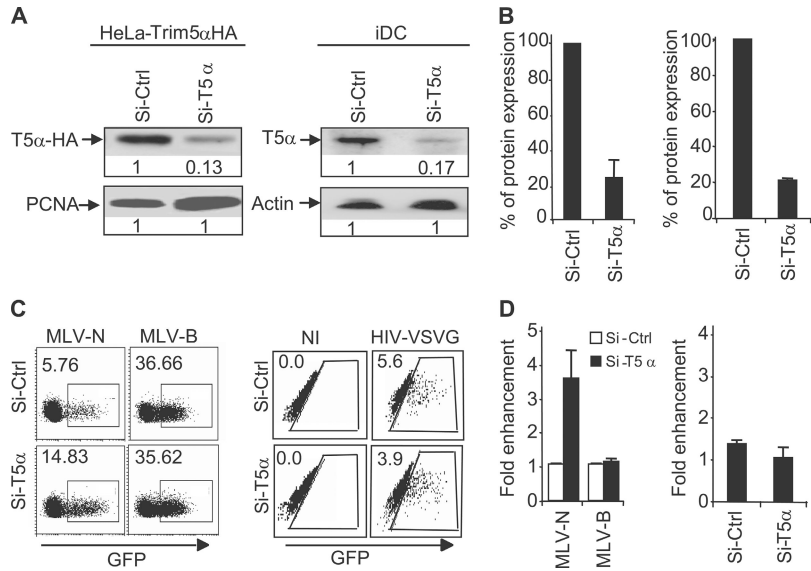 A
HeLa-Trim5αHA
Si-Ctrl
Si-T5α
T5α-HA
1
0.13
PCNA
1
1
iDC
Si-Ctrl
Si-T5α
T5α
1
0.17
Actin
1
1
B
% of protein expression
100
80
60
40
20
0
Si-Ctrl
Si-T5α
% of protein expression
100
80
60
40
20
0
Si-Ctrl
Si-T5α
C
MLV-N
MLV-B
Si-Ctrl
5.76
36.66
Si-T5α
14.83
35.62
GFP
NI
HIV-VSVG
Si-Ctrl
0.0
5.6
Si-T5α
0.0
3.9
GFP
D
Fold enhancement
5
4
3
2
1
0
Si-Ctrl
Si-T5 α
MLV-N
MLV-B
Fold enhancement
4
3
2
1
0
Si-Ctrl
Si-T5α